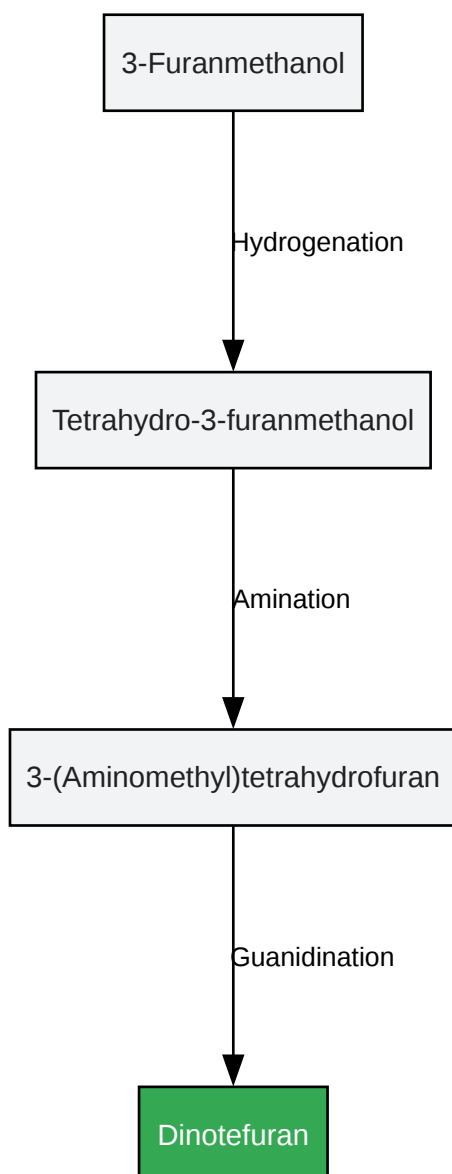 3-Furanmethanol
Hydrogenation
Tetrahydro-3-furanmethanol
Amination
3-(Aminomethyl)tetrahydrofuran
Guanidination
Dinotefuran